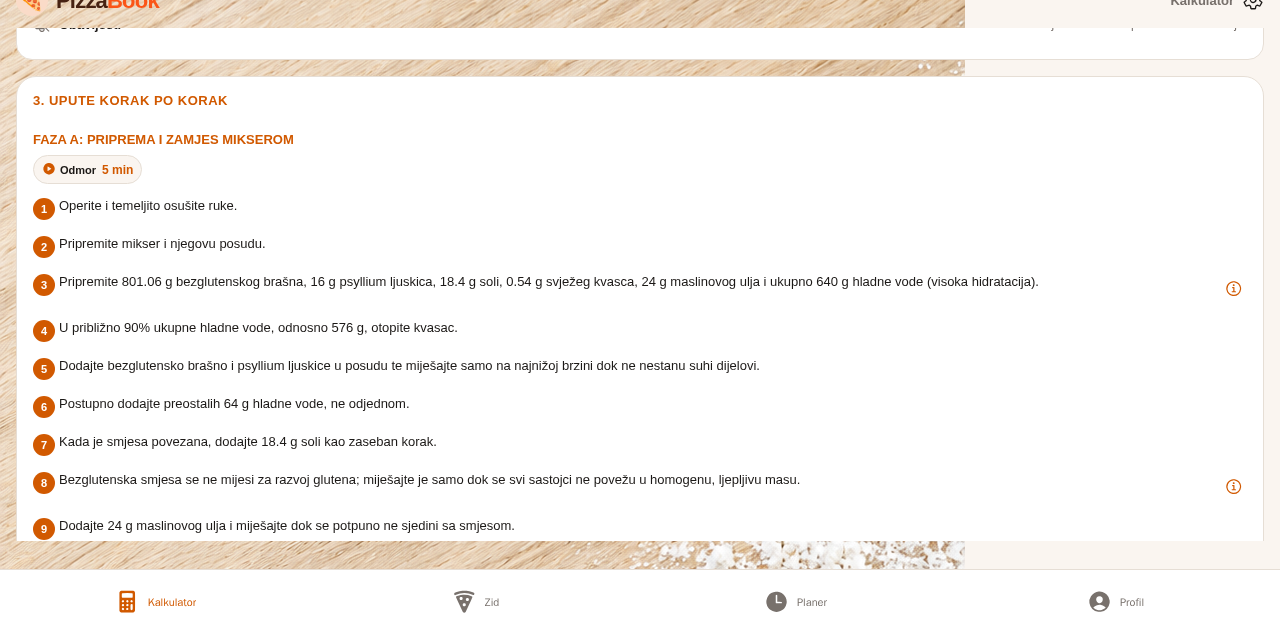 PizzaBook
Kalkulator
3. UPUTE KORAK PO KORAK
FAZA A: PRIPREMA I ZAMJES MIKSEROM
Odmor 5 min
1 Operite i temeljito osušite ruke.
2 Pripremite mikser i njegovu posudu.
3 Pripremite 801.06 g bezglutenskog brašna, 16 g psyllium ljuskica, 18.4 g soli, 0.54 g svježeg kvasca, 24 g maslinovog ulja i ukupno 640 g hladne vode (visoka hidratacija).
4 U približno 90% ukupne hladne vode, odnosno 576 g, otopite kvasac.
5 Dodajte bezglutensko brašno i psyllium ljuskice u posudu te miješajte samo na najnižoj brzini dok ne nestanu suhi dijelovi.
6 Postupno dodajte preostalih 64 g hladne vode, ne odjednom.
7 Kada je smjesa povezana, dodajte 18.4 g soli kao zaseban korak.
8 Bezglutenska smjesa se ne mijesi za razvoj glutena; miješajte je samo dok se svi sastojci ne povežu u homogenu, ljepljivu masu.
9 Dodajte 24 g maslinovog ulja i miješajte dok se potpuno ne sjedini sa smjesom.
Kalkulator
Zid
Planer
Profil